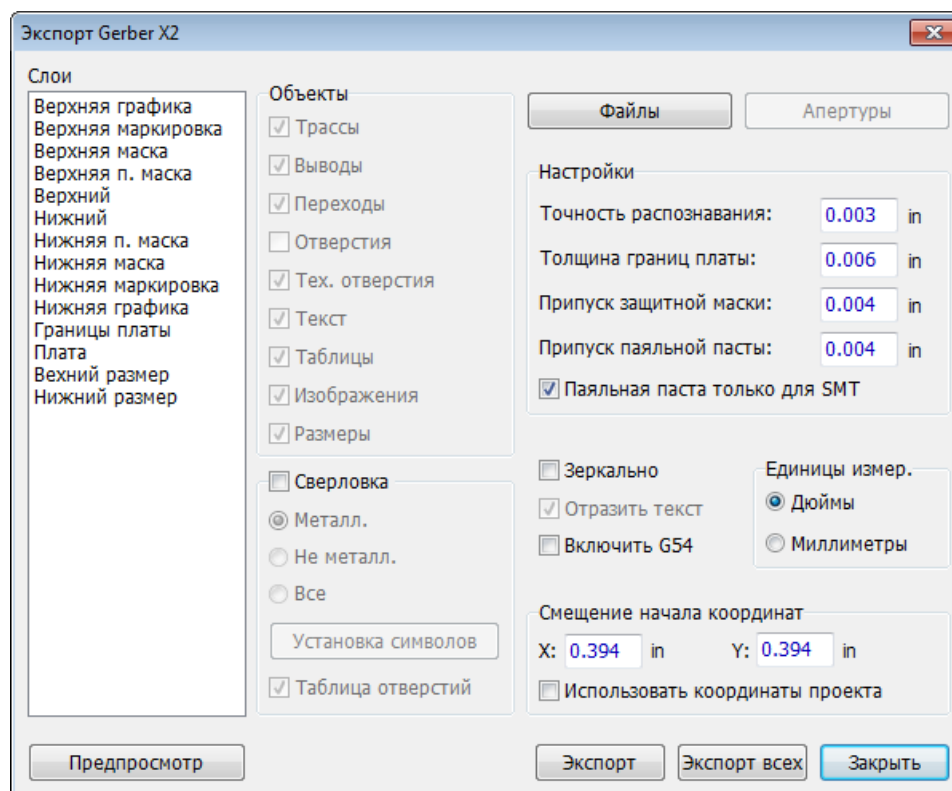 Экспорт Gerber X2
Слои
Верхняя графика
Верхняя маркировка
Верхняя маска
Верхняя п. маска
Верхний
Нижний
Нижняя п. маска
Нижняя маска
Нижняя маркировка
Нижняя графика
Границы платы
Плата
Вехний размер
Нижний размер
Объекты
Трассы
Выводы
Переходы
Отверстия
Тех. отверстия
Текст
Таблицы
Изображения
Размеры
Сверловка
Металл.
Не металл.
Все
Установка символов
Таблица отверстий
Файлы
Апертуры
Настройки
Точность распознавания: 0.003 in
Толщина границ платы: 0.006 in
Припуск защитной маски: 0.004 in
Припуск паяльной пасты: 0.004 in
Паяльная паста только для SMT
Зеркально
Отразить текст
Включить G54
Единицы измер.
Дюймы
Миллиметры
Смещение начала координат
X: 0.394 in Y: 0.394 in
Использовать координаты проекта
Предпросмотр
Экспорт
Экспорт всех
Закрыть